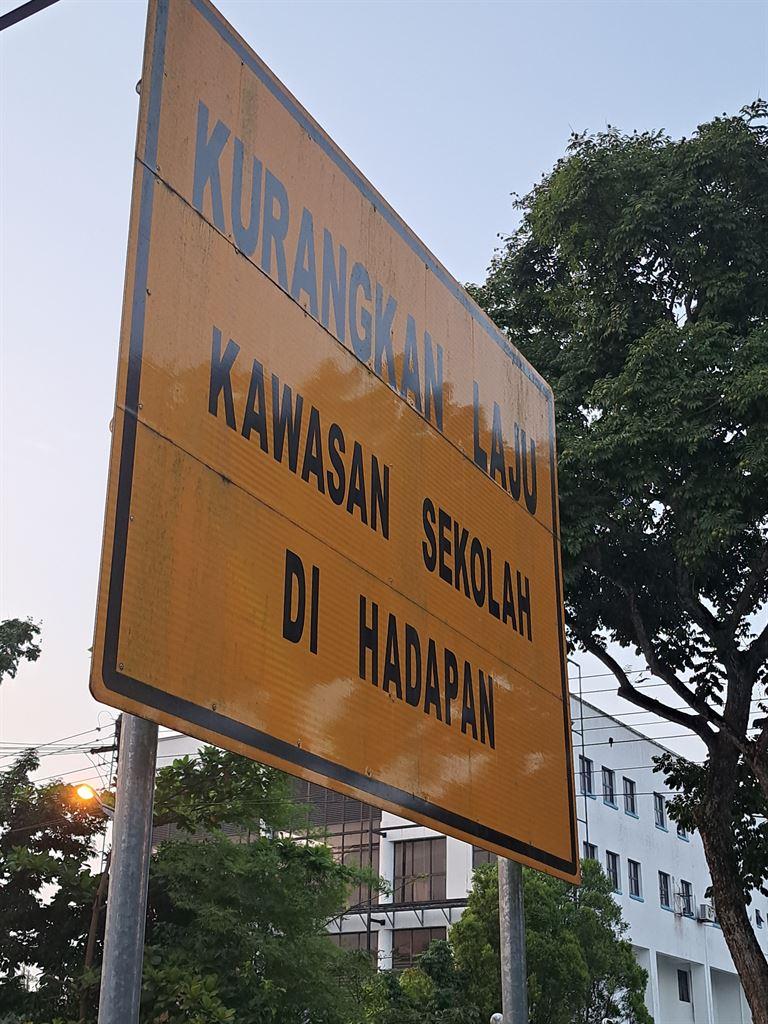 KURANGKAN LAJU
KAWASAN SEKOLAH
DI HADAPAN